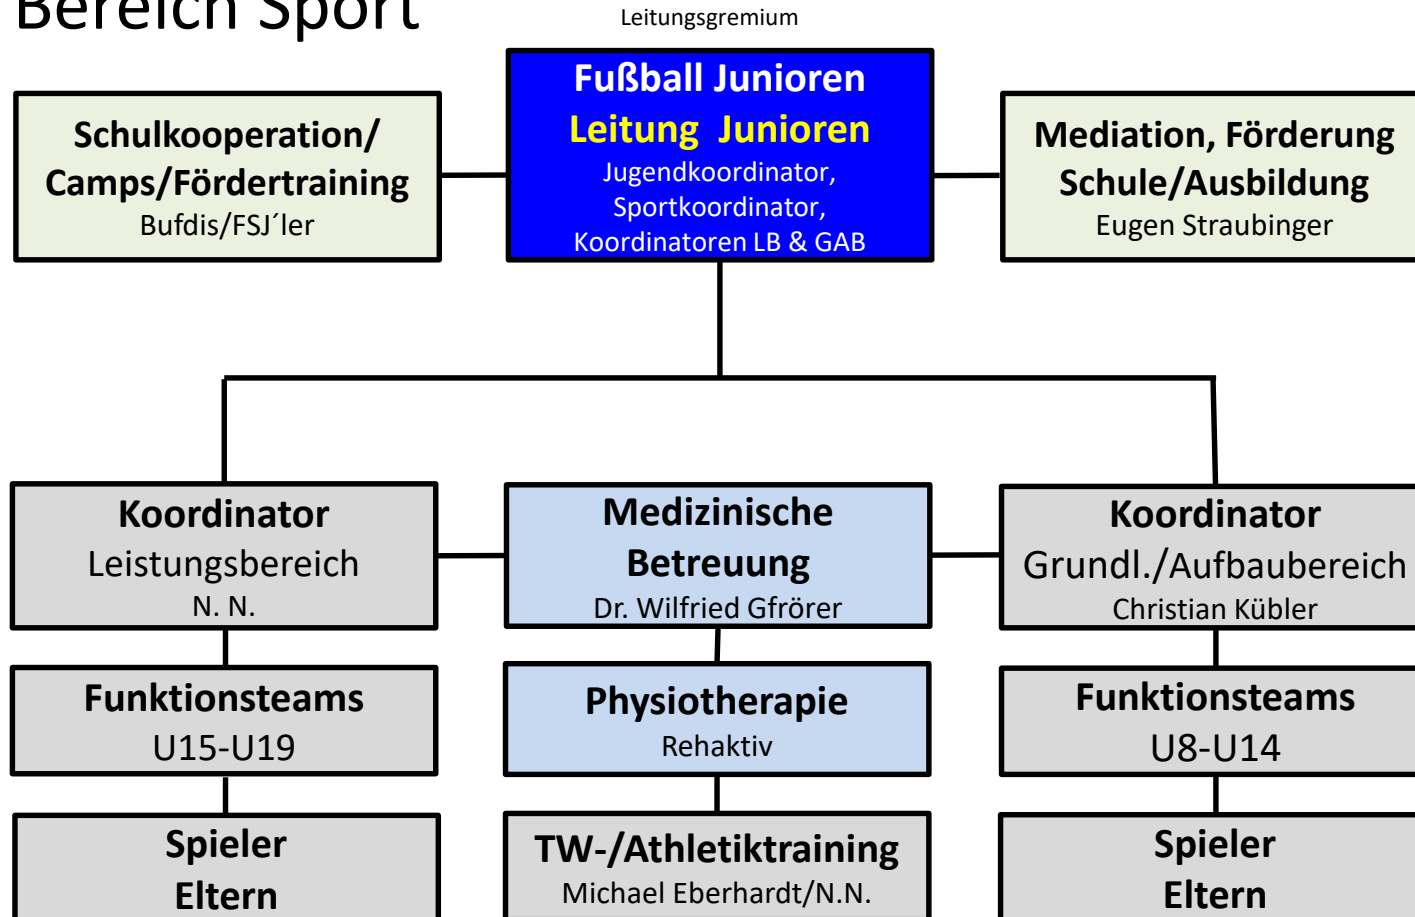 Bereich Sport
Leitungsgremium
Fußball Junioren
Leitung Junioren
Jugendkoordinator,
Sportkoordinator,
Koordinatoren LB & GAB
Schulkooperation/
Camps/Fördertraining
Bufdis/FSJ´ler
Mediation, Förderung
Schule/Ausbildung
Eugen Straubinger
Koordinator
Leistungsbereich
N. N.
Medizinische
Betreuung
Dr. Wilfried Gfrörer
Koordinator
Grundl./Aufbaubereich
Christian Kübler
Funktionsteams
U15-U19
Physiotherapie
Rehaktiv
Funktionsteams
U8-U14
Spieler
Eltern
TW-/Athletiktraining
Michael Eberhardt/N.N.
Spieler
Eltern